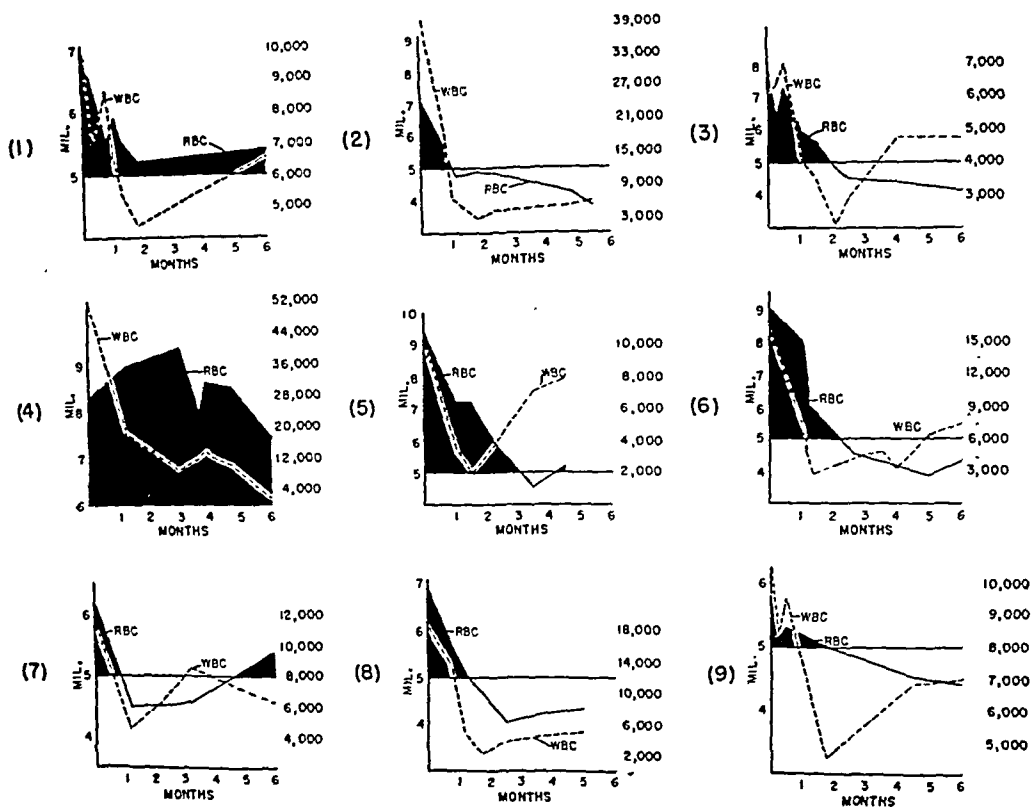 (1)
MIL.
7
6
5
WBC
RBC
10,000
9,000
8,000
7,000
6,000
5,000
1 2 3 4 5 6
MONTHS
(2)
MIL.
9
8
7
6
5
4
WBC
RBC
39,000
33,000
27,000
21,000
15,000
9,000
3,000
1 2 3 4 5 6
MONTHS
(3)
MIL.
8
7
6
5
4
WBC
RBC
7,000
6,000
5,000
4,000
3,000
1 2 3 4 5 6
MONTHS
(4)
MIL.
9
8
7
6
WBC
RBC
52,000
44,000
36,000
28,000
20,000
12,000
4,000
1 2 3 4 5 6
MONTHS
(5)
MIL.
10
9
8
7
6
5
RBC
WBC
10,000
8,000
6,000
4,000
2,000
1 2 3 4 5 6
MONTHS
(6)
MIL.
9
8
7
6
5
4
RBC
WBC
15,000
12,000
9,000
6,000
3,000
1 2 3 4 5 6
MONTHS
(7)
MIL.
6
5
4
RBC
WBC
12,000
10,000
8,000
6,000
4,000
1 2 3 4 5 6
MONTHS
(8)
MIL.
7
6
5
4
RBC
WBC
18,000
14,000
10,000
6,000
2,000
1 2 3 4 5 6
MONTHS
(9)
MIL.
6
5
4
WBC
RBC
10,000
9,000
8,000
7,000
6,000
5,000
1 2 3 4 5 6
MONTHS